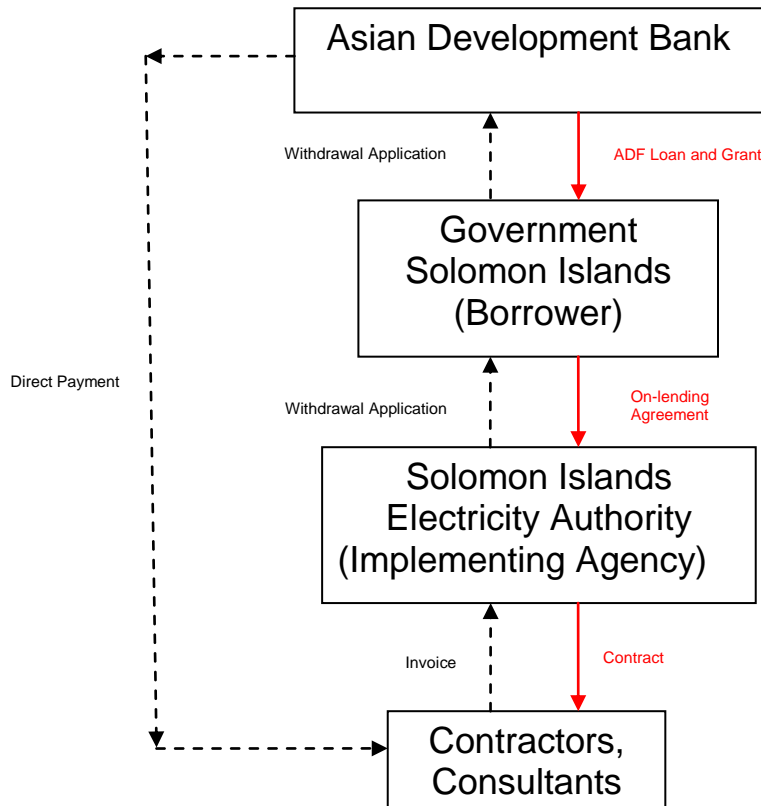 Asian Development Bank
Withdrawal Application
ADF Loan and Grant
Government
Solomon Islands
(Borrower)
Direct Payment
Withdrawal Application
On-lending
Agreement
Solomon Islands
Electricity Authority
(Implementing Agency)
Invoice
Contract
Contractors,
Consultants